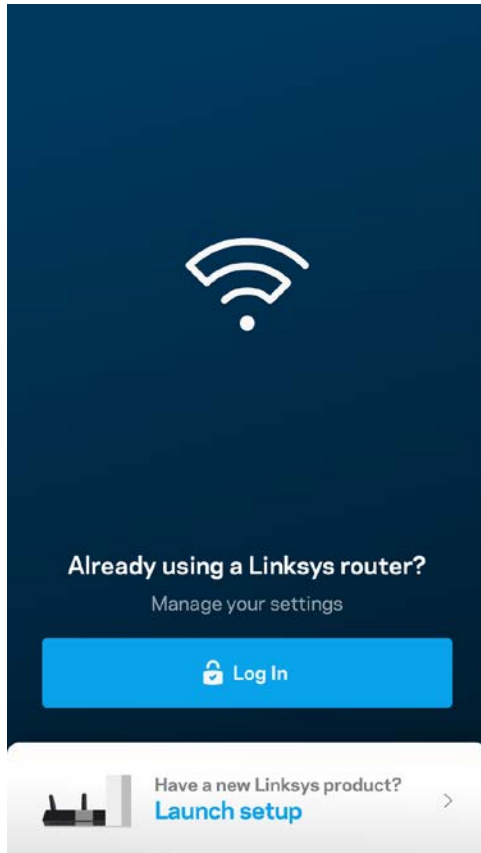 Already using a Linksys router?
Manage your settings
Log In
Have a new Linksys product?
Launch setup